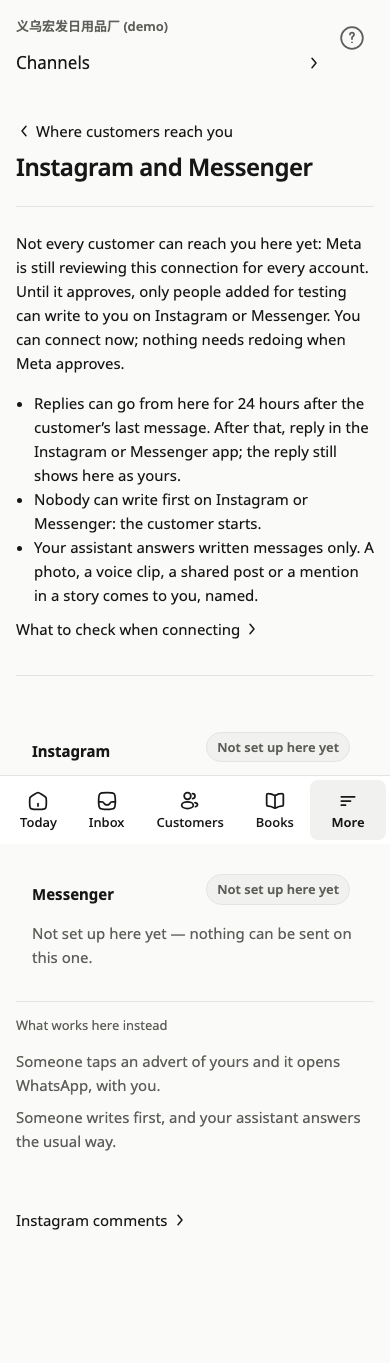 义乌宏发日用品厂 (demo)
Channels
Where customers reach you
Instagram and Messenger
Not every customer can reach you here yet: Meta
is still reviewing this connection for every account.
Until it approves, only people added for testing
can write to you on Instagram or Messenger. You
can connect now; nothing needs redoing when
Meta approves.
• Replies can go from here for 24 hours after the
customer’s last message. After that, reply in the
Instagram or Messenger app; the reply still
shows here as yours.
• Nobody can write first on Instagram or
Messenger: the customer starts.
• Your assistant answers written messages only. A
photo, a voice clip, a shared post or a mention
in a story comes to you, named.
What to check when connecting
Instagram
Not set up here yet
Today
Inbox
Customers
Books
More
Messenger
Not set up here yet
Not set up here yet — nothing can be sent on
this one.
What works here instead
Someone taps an advert of yours and it opens
WhatsApp, with you.
Someone writes first, and your assistant answers
the usual way.
Instagram comments